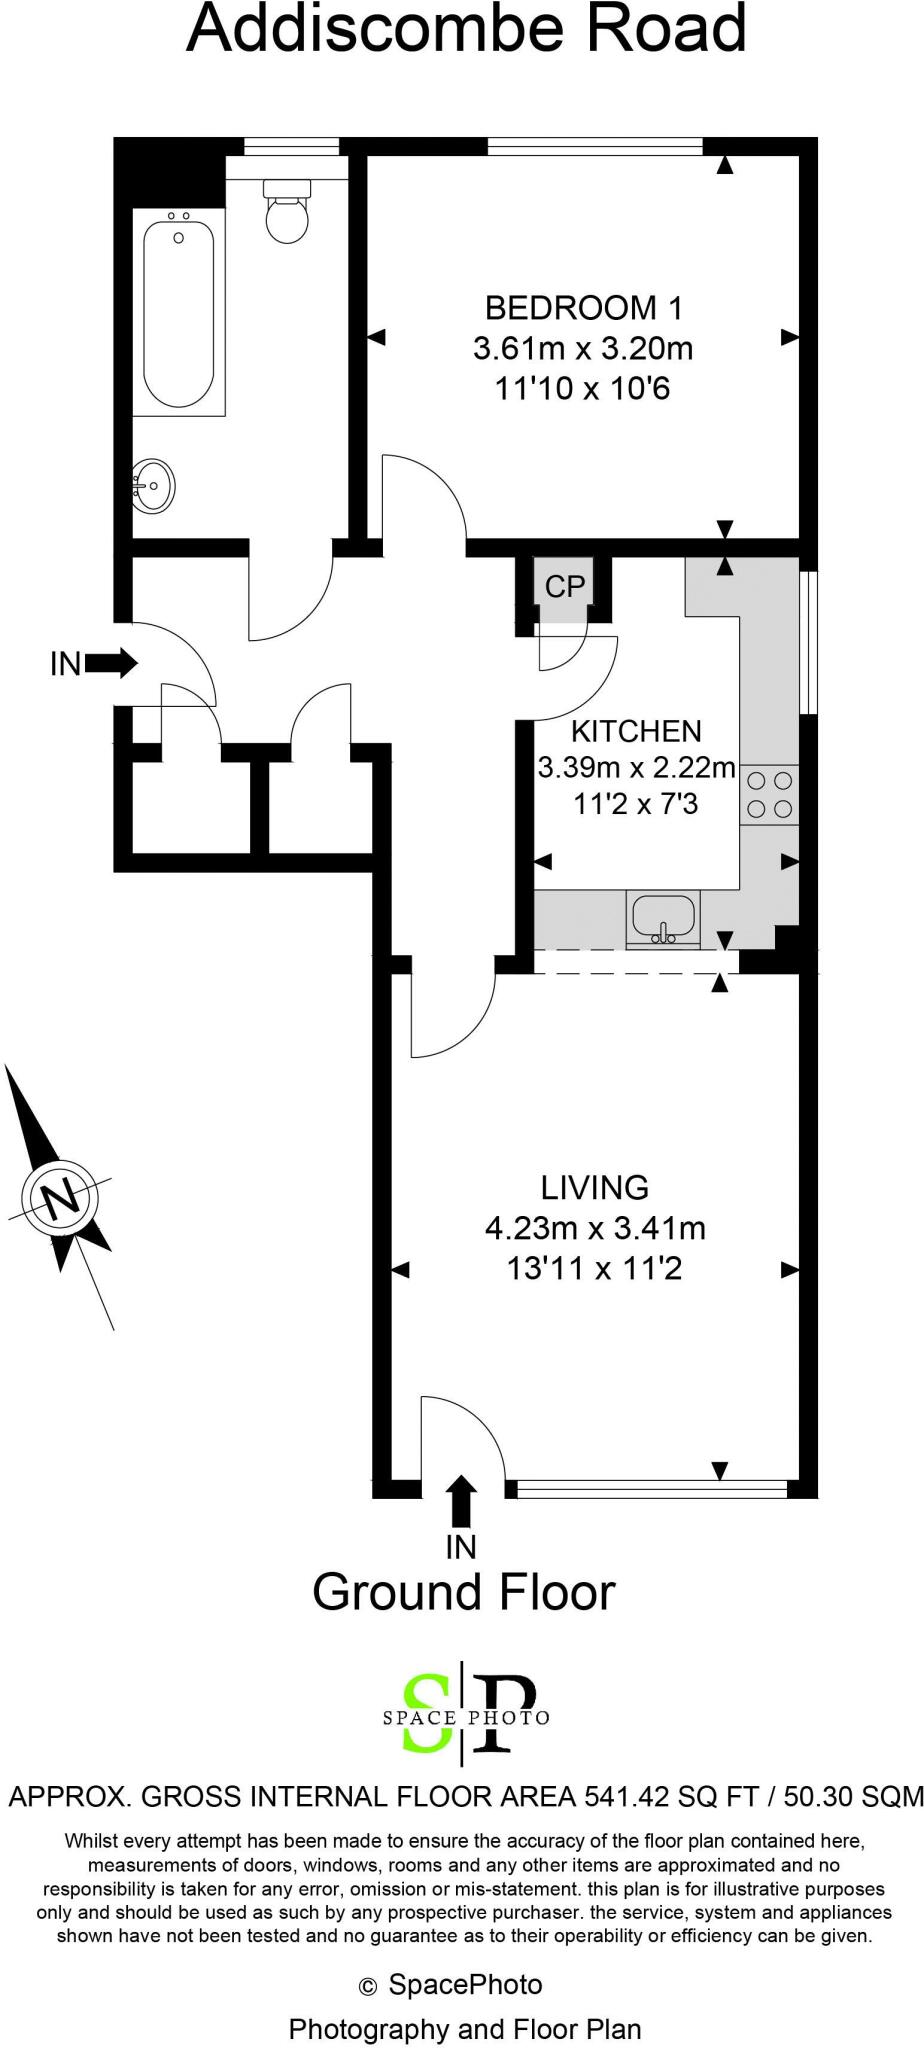 Addiscombe Road
BEDROOM 1
3.61m x 3.20m
11'10 x 10'6
CP
IN
KITCHEN
3.39m x 2.22m
11'2 x 7'3
N
LIVING
4.23m x 3.41m
13'11 x 11'2
IN
Ground Floor
S P
SPACE PHOTO
APPROX. GROSS INTERNAL FLOOR AREA 541.42 SQ FT / 50.30 SQM
Whilst every attempt has been made to ensure the accuracy of the floor plan contained here,
measurements of doors, windows, rooms and any other items are approximated and no
responsibility is taken for any error, omission or mis-statement. this plan is for illustrative purposes
only and should be used as such by any prospective purchaser. the service, system and appliances
shown have not been tested and no guarantee as to their operability or efficiency can be given.
© SpacePhoto
Photography and Floor Plan